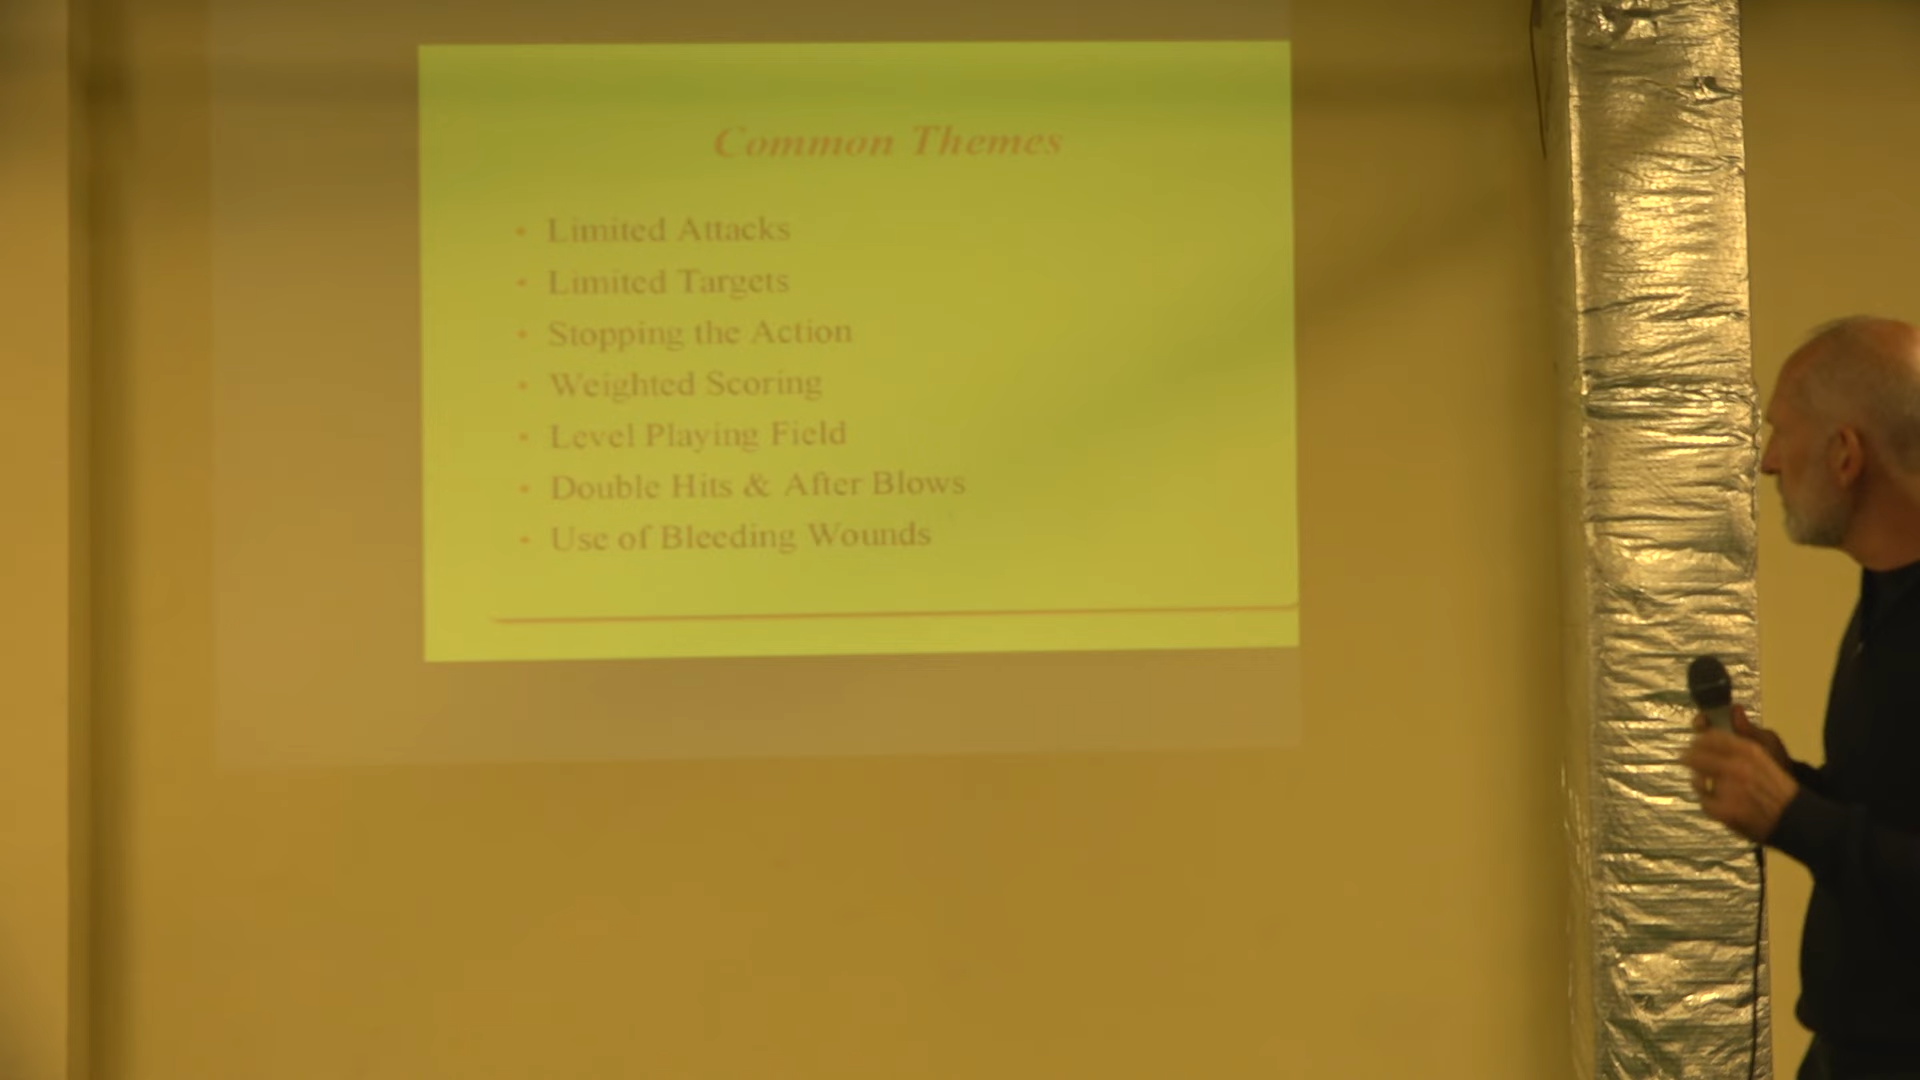 Common Themes
• Limited Attacks
• Limited Targets
• Stopping the Action
• Weighted Scoring
• Level Playing Field
• Double Hits & After Blows
• Use of Bleeding Wounds